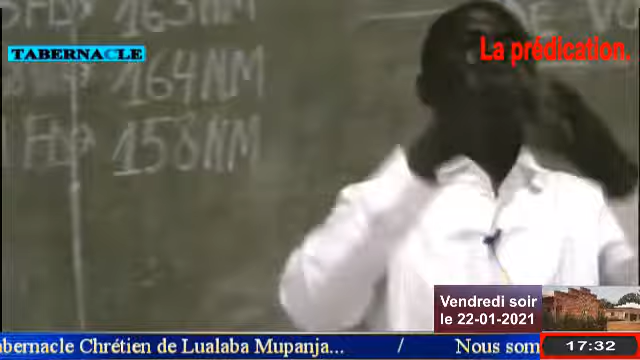 163NM
La prédication.
TABERNACLE
164NM
158NM
Vendredi soir
le 22-01-2021
abernacle Chrétien de Lualaba Mupanja... / Nous som
17:32